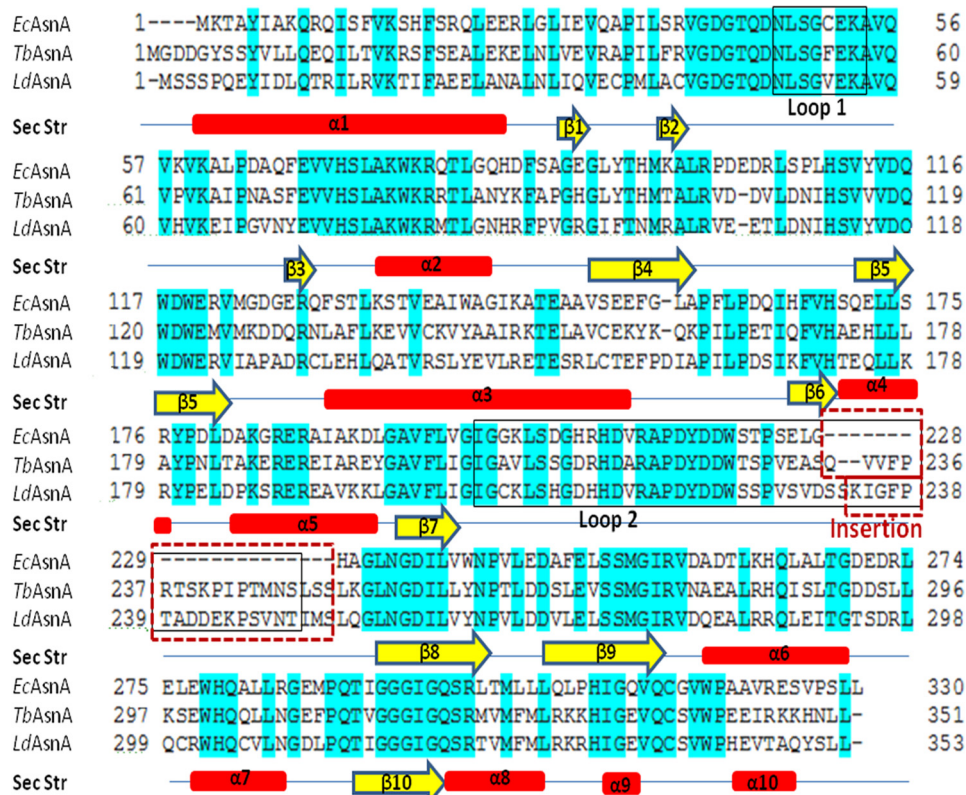 EcAsnA 1----MKTAYIAKQRQISFVKSHFSRQLEERLGLIEVQAPILSRVGDGTQDNLSGCEKAVQ 56
TbAsnA 1MGDDGYSSYVLLQEQILTVKRSFSEALEKELNLVEVRAPILFRVGDGTQDNLSGFEKAVQ 60
LdAsnA 1-MSSSPQEYIDLQTRILRVKTIFAEELANALNLIQVECPMLACVGDGTQDNLSGVEKAVQ 59
Loop 1
Sec Str α1 β1 β2
EcAsnA 57 VKVKALPDAQFEVVHSLAKWKRQTLGQHDFSAGEGLYTHMKALRPDEDRLSPLHSVYVDQ 116
TbAsnA 61 VPVKAIPNASFEVVHSLAKWKRRTLANYKFAPGHGLYTHMTALRVD-DVLDNIHSVVVDQ 119
LdAsnA 60 VHVKEIPGVNYEVVHSLAKWKRMTLGNHRFPVGRGIFTNMRALRVE-ETLDNIHSVYVDQ 118
Sec Str β3 α2 β4 β5
EcAsnA 117 WDWERVMGDGERQFSTLKSTVEAIWAGIKATEAAVSEEFG-LAPFLPDQIHFVHSQELLS 175
TbAsnA 120 WDWEMVMKDDQRNLAFLKEVVCKVYAAIRKTELAVCEKYK-QKPILPETIQFVHAEHLLL 178
LdAsnA 119 WDWERVIAPADRCLEHLQATVRSLYEVLRETESRLCTEFPDIAPILPDSIKFVHTEQLLK 178
Sec Str β5 α3 β6 α4
EcAsnA 176 RYPDLDAKGRERAIAKDLGAVFLVGIGGKLSDGHRHDVRAPDYDDWSTPSELG------- 228
TbAsnA 179 AYPNLTAKEREREIAREYGAVFLIGIGAVLSSGDRHDARAPDYDDWTSPVEASQ--VVFP 236
LdAsnA 179 RYPELDPKSREREAVKKLGAVFLIGIGCKLSHGDHHDVRAPDYDDWSSPVSVDSSKIGFP 238
Sec Str α5 β7 Loop 2 Insertion
EcAsnA 229 --------------HAGLNGDILVWNPVLEDAFELSSMGIRVDADTLKHQLALTGDEDRL 274
TbAsnA 237 RTSKPIPTMNSLSSLKGLNGDILLYNPTLDDSLEVSSMGIRVNAEALRHQISLTGDDSRL 296
LdAsnA 239 TADDEKPSVNTIMSLQGLNGDILVYNPVLDDVLELSSMGIRVDQEALRRQLEITGTSDRL 298
Sec Str β8 β9 α6
EcAsnA 275 ELEWHQALLRGEMPQTIGGGIGQSRLTMLLLQLPHIGQVQCGVWPAAVRESVPSLL 330
TbAsnA 297 KSEWHQQLLNGEFPQTVGGGIGQSRMVMFMLRKKHIGEVQCSVWPEEIRKKHNLL- 351
LdAsnA 299 QCRWHQCVLNGDLPQTIGGGIGQSRTVMFMLRKRHIGEVQCSVWPHEVTAQYSLL- 353
Sec Str α7 β10 α8 α9 α10